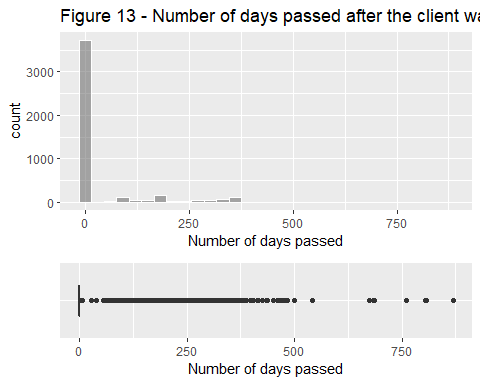 Figure 13 - Number of days passed after the client wa
3000
2000
1000
0
count
0 250 500 750
Number of days passed
0 250 500 750
Number of days passed